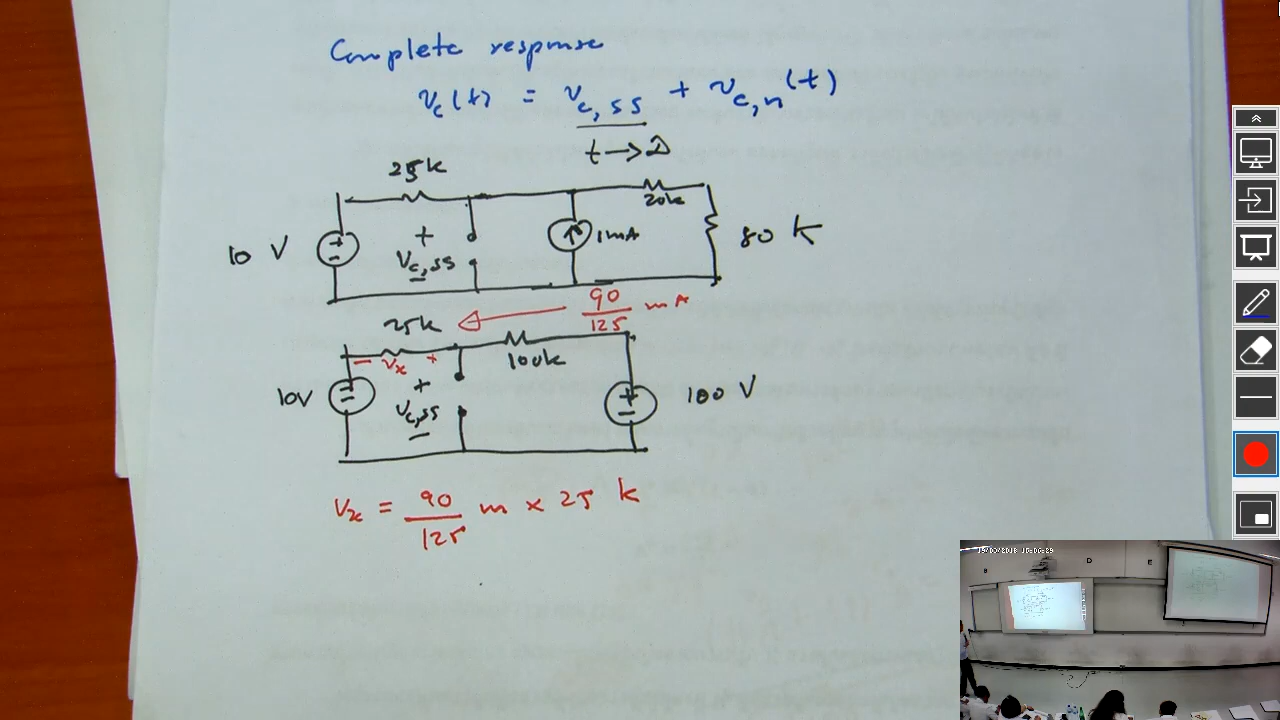 Complete response
v_c(t) = v_c,ss + v_c,n(t)
t → ∞
25k
20k
10 V
+
V_c,ss
−
1mA
80 K
90/125 mA
25k
100k
− v_x +
10V
+
V_c,ss
−
100 V
V_x = 90/125 m × 25 k
B
D
E